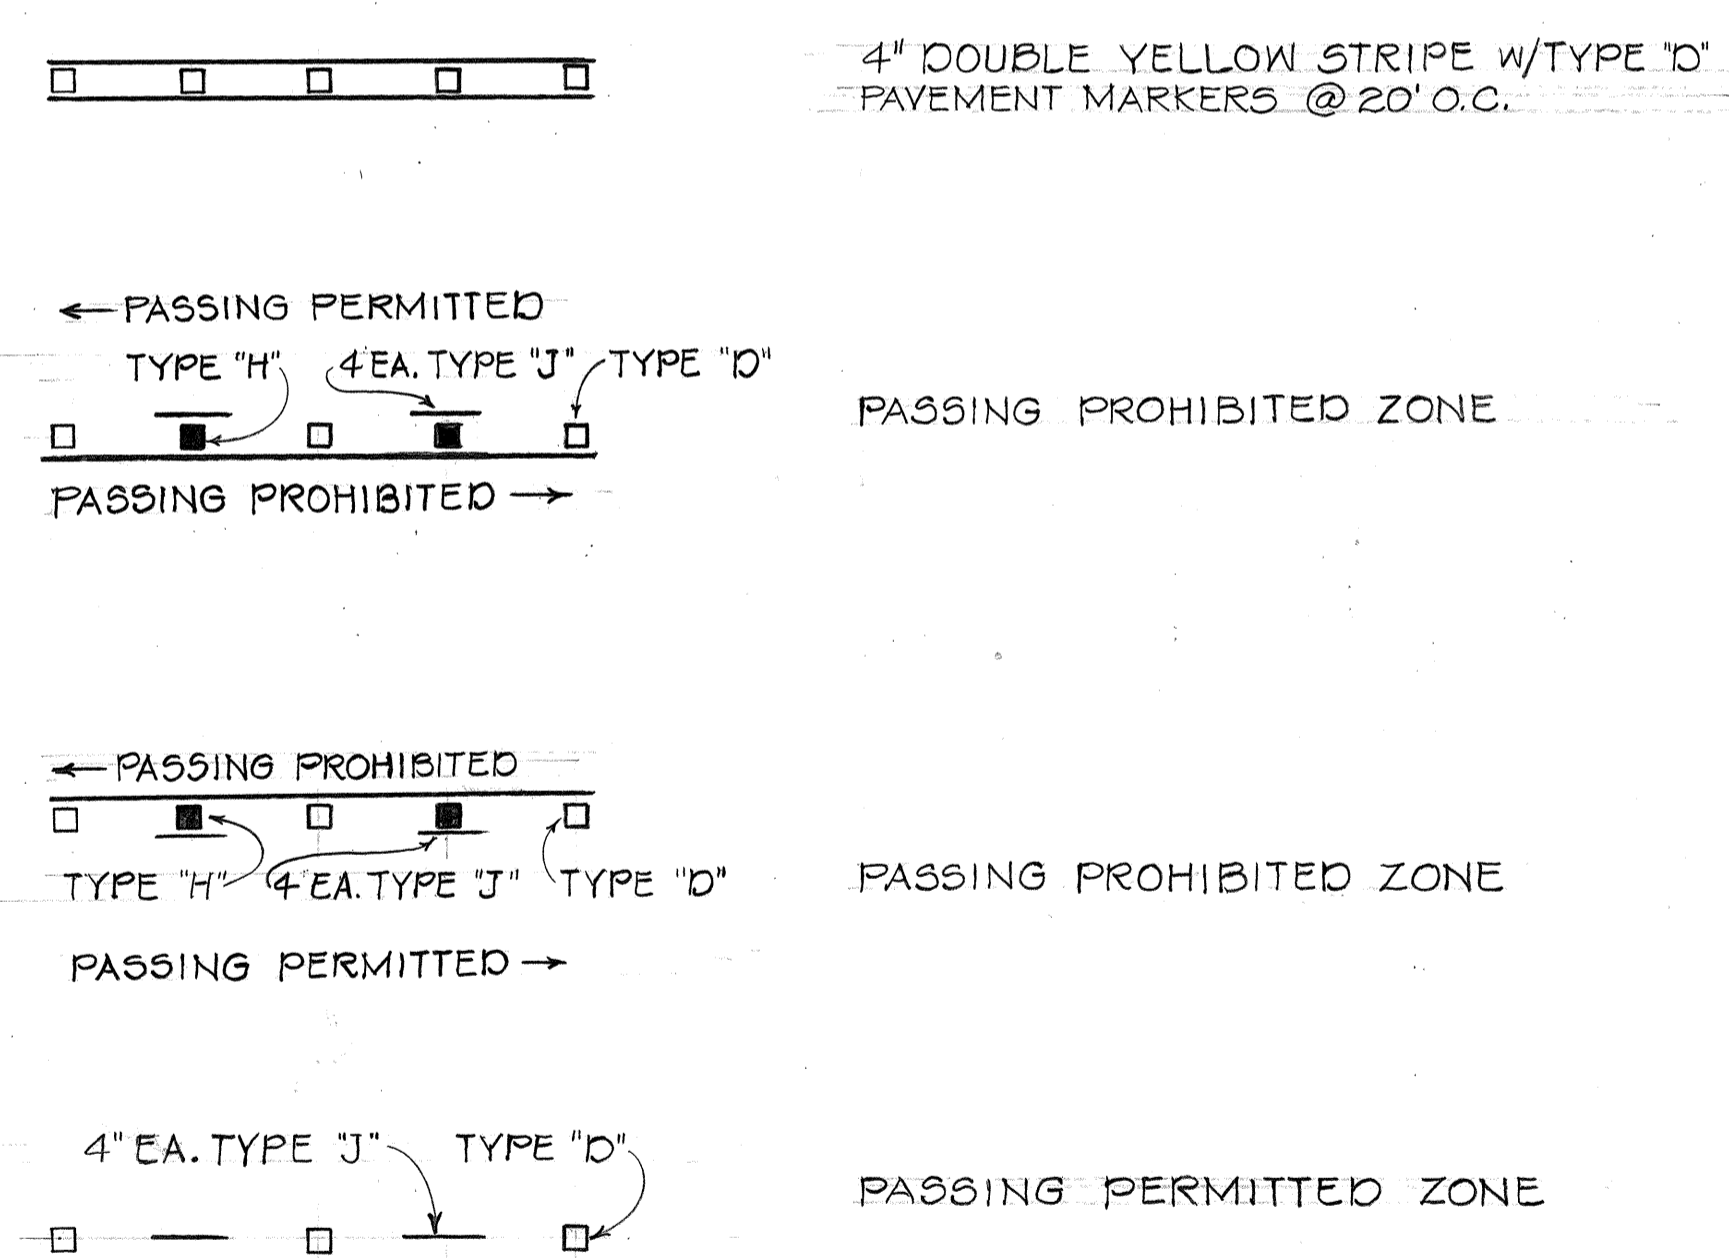 4" DOUBLE YELLOW STRIPE W/TYPE "D"
PAVEMENT MARKERS @ 20' O.C.
PASSING PERMITTED
TYPE "H" 4 EA. TYPE "J" TYPE "D"
PASSING PROHIBITED ZONE
PASSING PROHIBITED
PASSING PROHIBITED
TYPE "H" 4 EA. TYPE "J" TYPE "D"
PASSING PROHIBITED ZONE
PASSING PERMITTED
4" EA. TYPE "J" TYPE "D"
PASSING PERMITTED ZONE